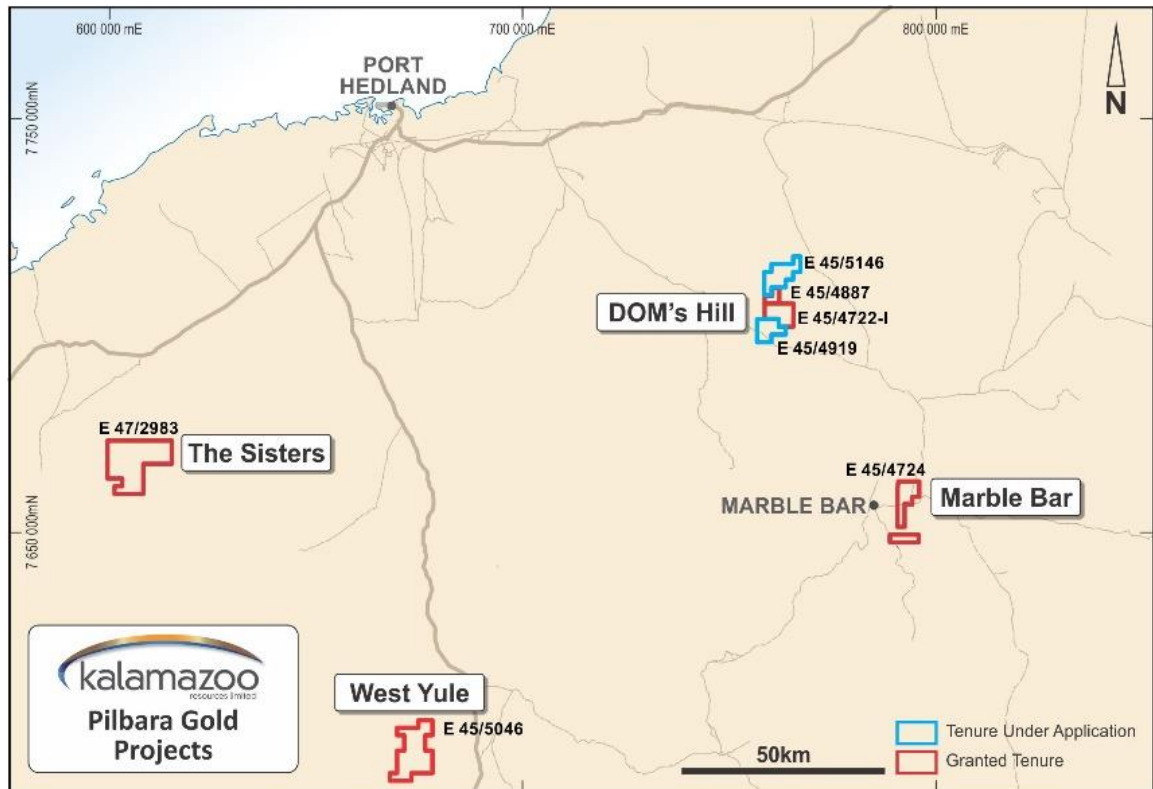 600 000 mE
700 000 mE
800 000 mE
7 750 000mN
7 650 000mN
PORT
HEDLAND
N
E 45/5146
E 45/4887
DOM's Hill
E 45/4722-I
E 45/4919
E 47/2983
The Sisters
E 45/4724
MARBLE BAR
Marble Bar
West Yule
E 45/5046
kalamazoo
resources limited
Pilbara Gold
Projects
50km
Tenure Under Application
Granted Tenure